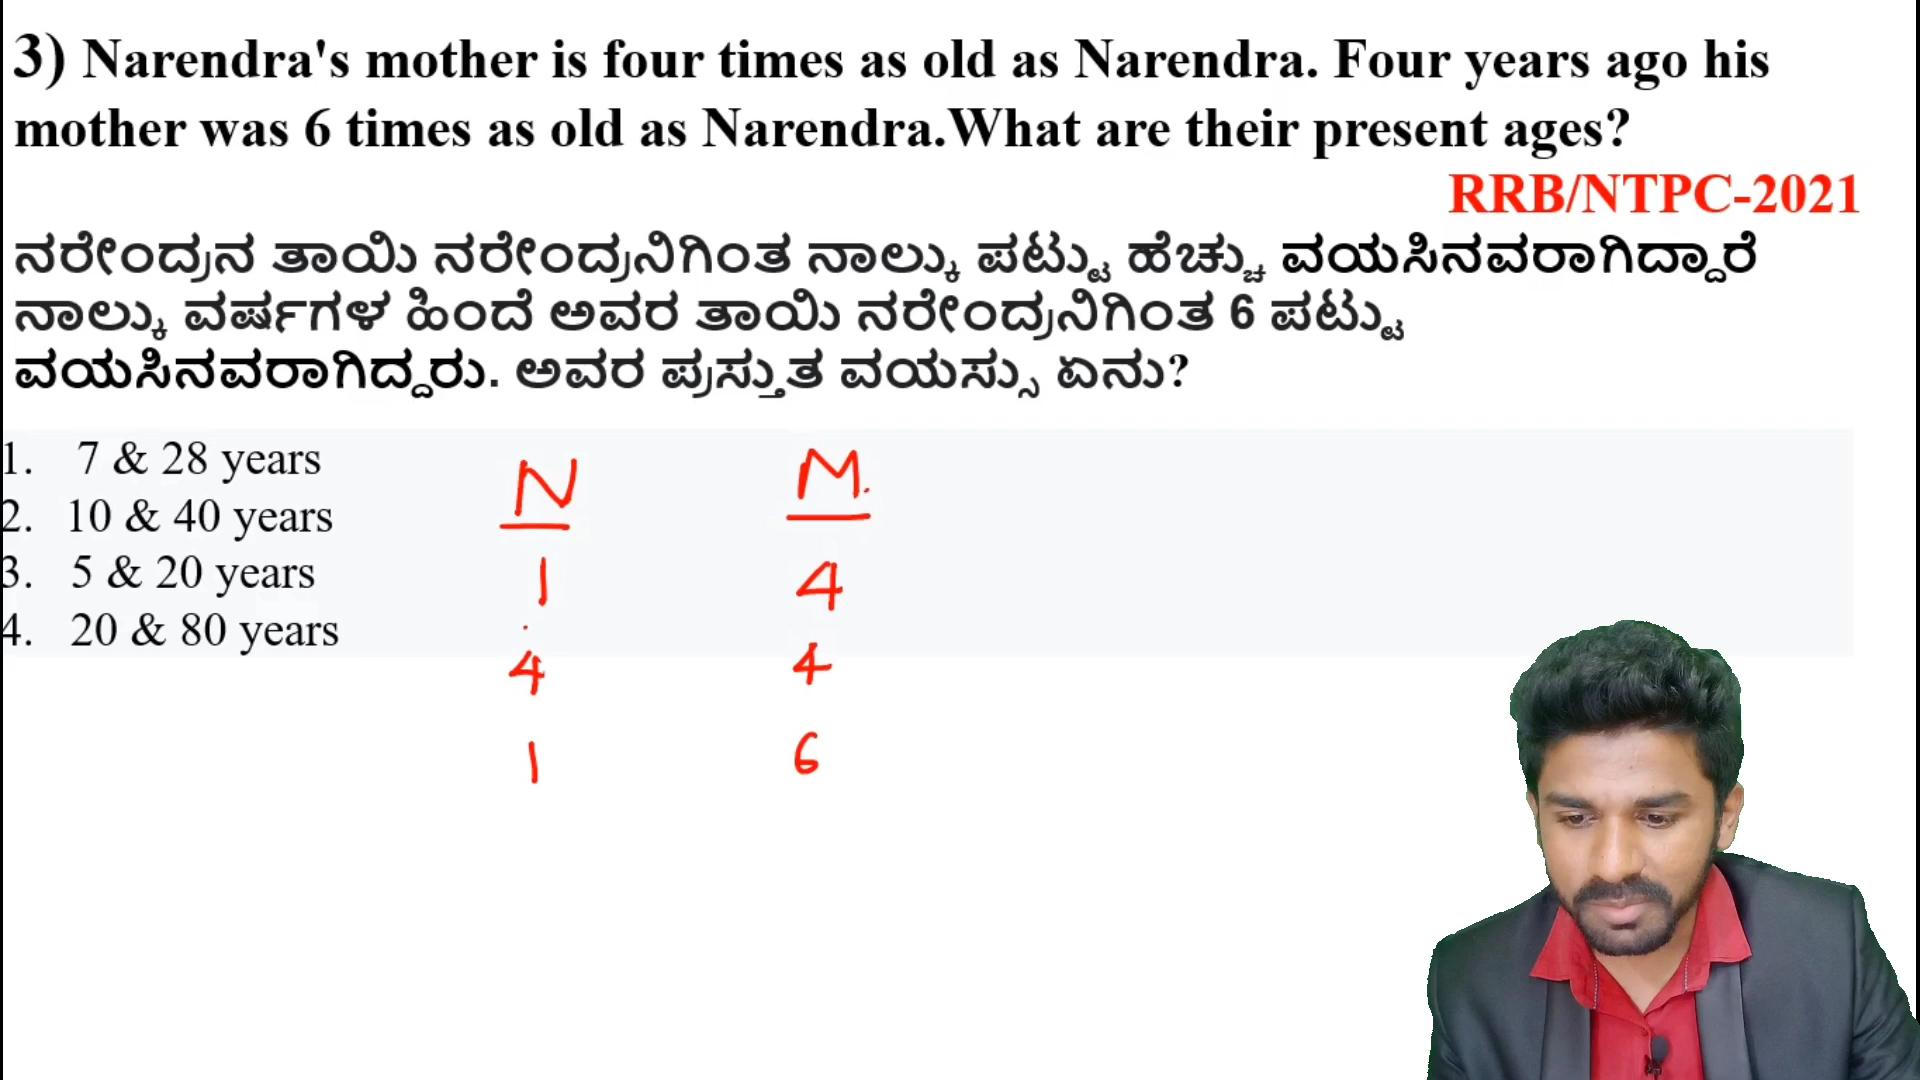 3) Narendra's mother is four times as old as Narendra. Four years ago his
mother was 6 times as old as Narendra.What are their present ages?
RRB/NTPC-2021
ನರೇಂದ್ರನ ತಾಯಿ ನರೇಂದ್ರನಿಗಿಂತ ನಾಲ್ಕು ಪಟ್ಟು ಹೆಚ್ಚು ವಯಸಿನವರಾಗಿದ್ದಾರೆ
ನಾಲ್ಕು ವರ್ಷಗಳ ಹಿಂದೆ ಅವರ ತಾಯಿ ನರೇಂದ್ರನಿಗಿಂತ 6 ಪಟ್ಟು
ವಯಸಿನವರಾಗಿದ್ದರು. ಅವರ ಪ್ರಸ್ತುತ ವಯಸ್ಸು ಏನು?
1. 7 & 28 years
2. 10 & 40 years
3. 5 & 20 years
4. 20 & 80 years
N M.
1 4
4 4
1 6